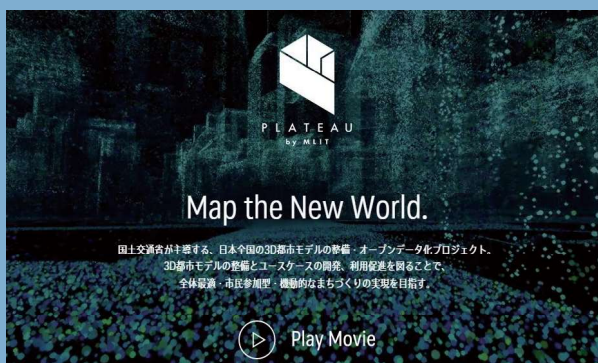 PLATEAU
by MLIT
Map the New World.
国土交通省が主導する、日本全国の3D都市モデルの整備・オープンデータ化プロジェクト。
3D都市モデルの整備とユースケースの開発、利用促進を図ることで、
全体最適・市民参加型・機動的なまちづくりの実現を目指す。
Play Movie